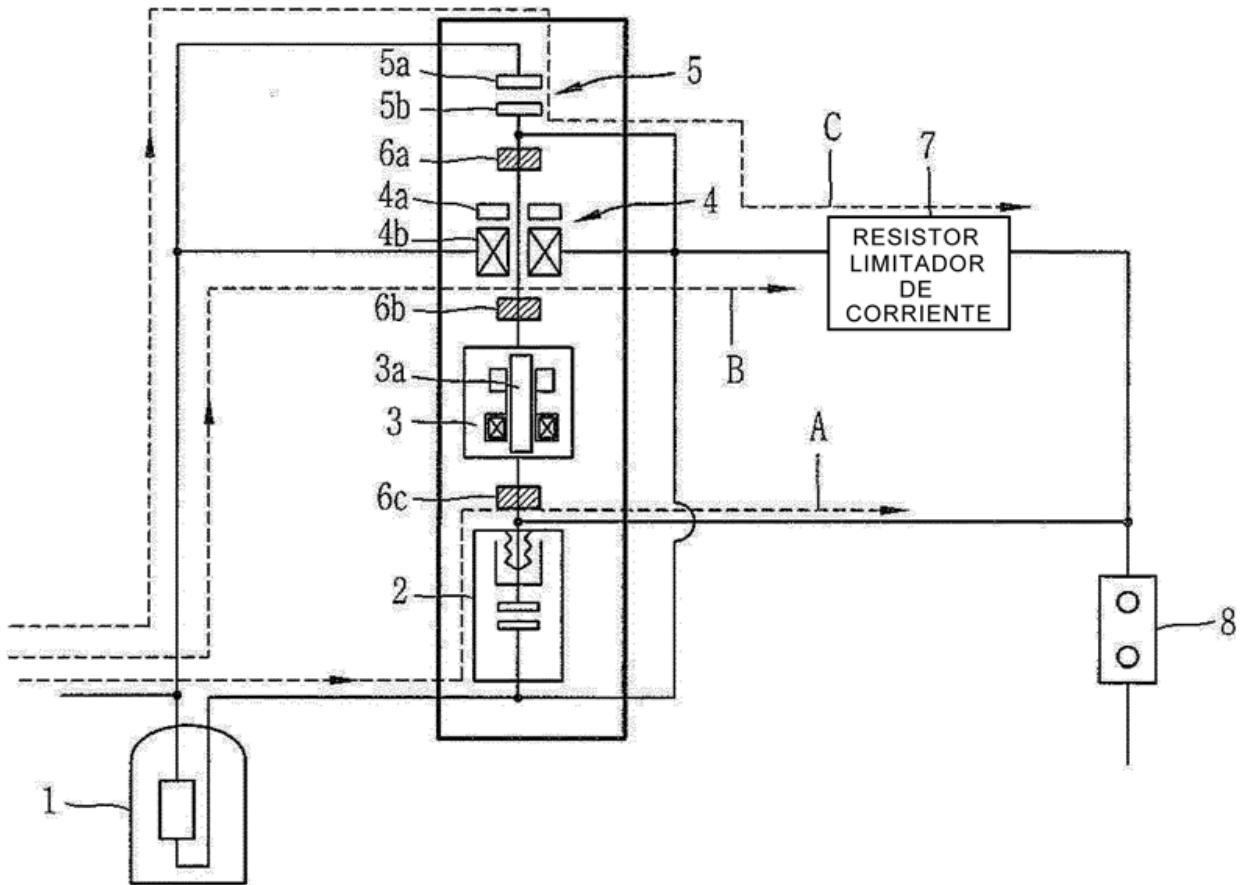 5a
5
5b
C
7
6a
4a
4
4b
RESISTOR
LIMITADOR
DE
CORRIENTE
6b
B
3a
A
3
6c
2
8
1